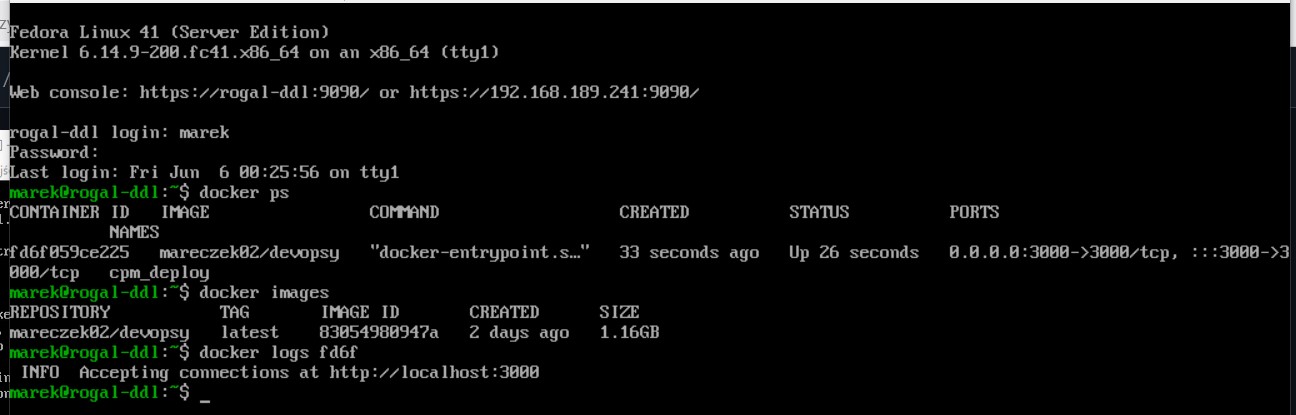 Fedora Linux 41 (Server Edition)
Kernel 6.14.9-200.fc41.x86_64 on an x86_64 (tty1)
Web console: https://rogal-ddl:9090/ or https://192.168.189.241:9090/
rogal-ddl login: marek
Password:
Last login: Fri Jun  6 00:25:56 on tty1
marek@rogal-ddl:~$ docker ps
CONTAINER ID   IMAGE                COMMAND                  CREATED          STATUS          PORTS
NAMES
fd6f059ce225   mareczek02/devopsy   "docker-entrypoint.s…"   33 seconds ago   Up 26 seconds   0.0.0.0:3000->3000/tcp, :::3000->3
000/tcp   cpm_deploy
marek@rogal-ddl:~$ docker images
REPOSITORY           TAG       IMAGE ID       CREATED      SIZE
mareczek02/devopsy   latest    83054980947a   2 days ago   1.16GB
marek@rogal-ddl:~$ docker logs fd6f
INFO  Accepting connections at http://localhost:3000
marek@rogal-ddl:~$ _